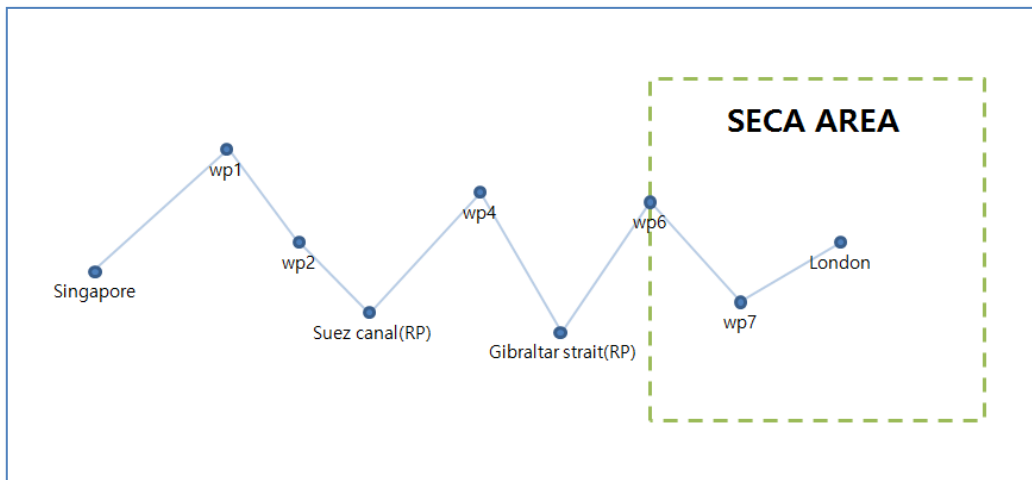 SECA AREA
wp1
wp4
wp6
wp2
London
Singapore
wp7
Suez canal(RP)
Gibraltar strait(RP)